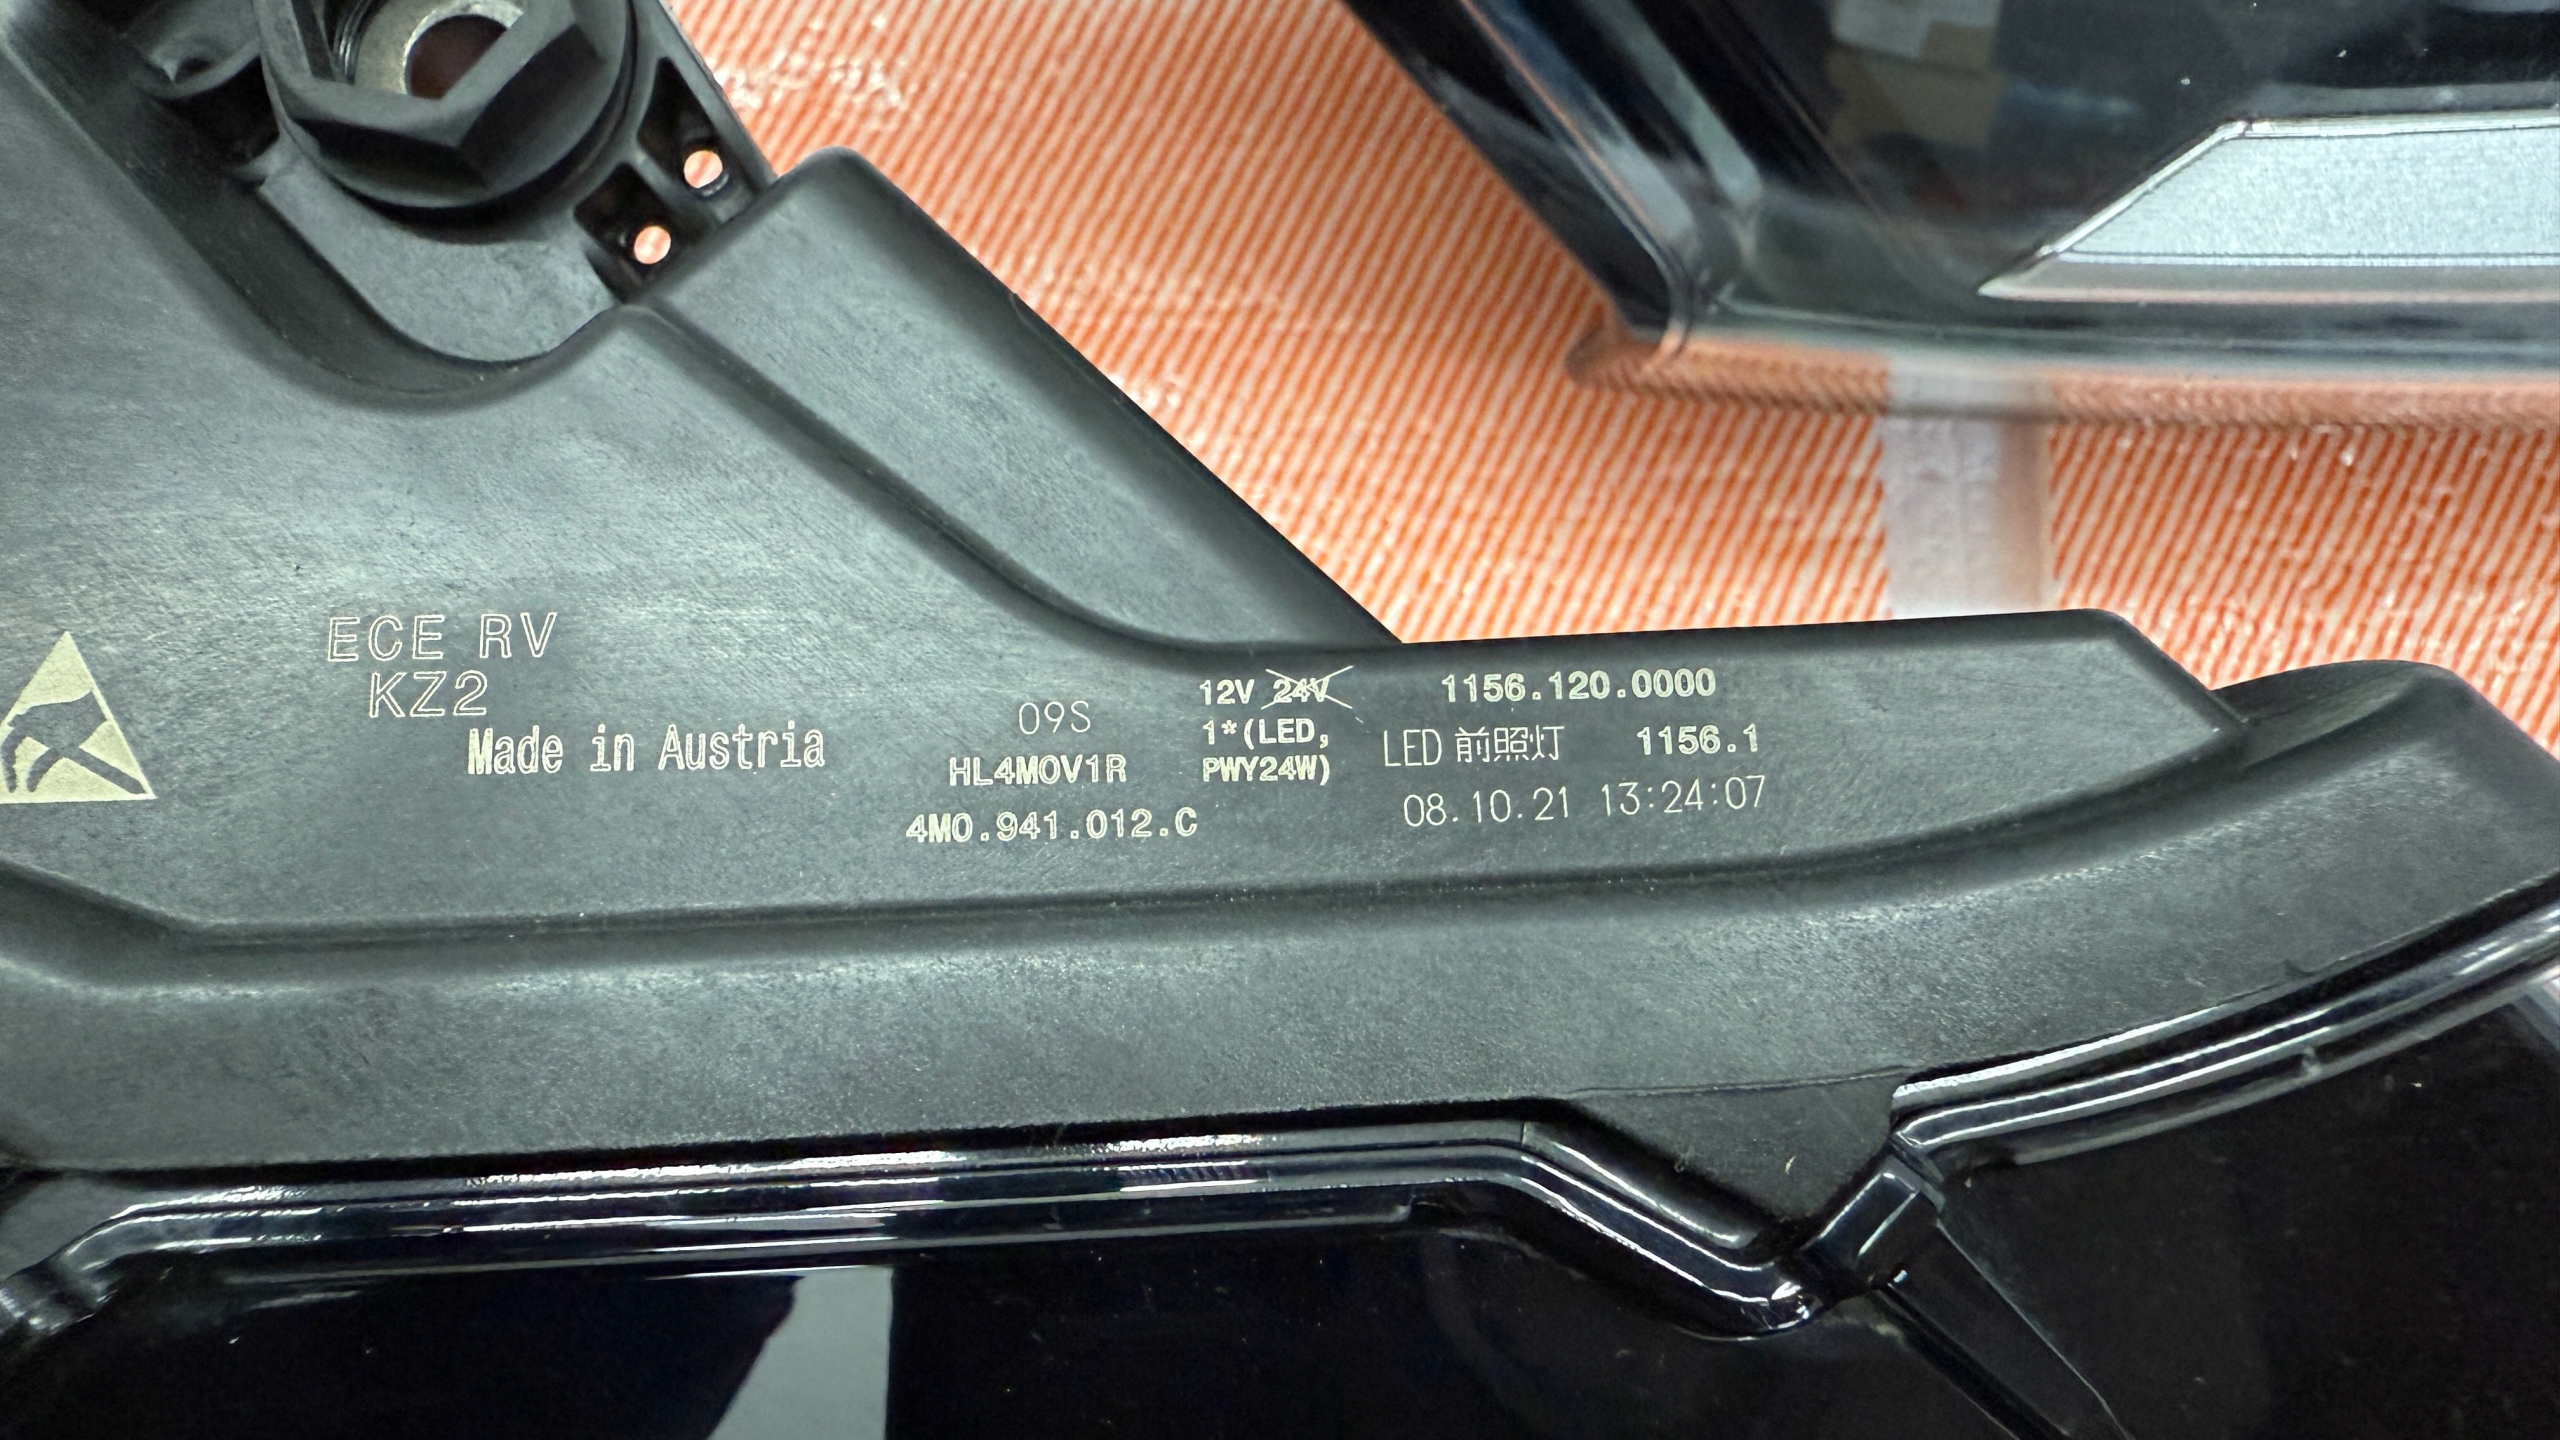 ECE RV
KZ2
Made in Austria
09S
HL4M0V1R
4M0.941.012.C
12V 24V
1*(LED,
PWY24W)
1156.120.0000
LED 前照灯 1156.1
08.10.21 13:24:07